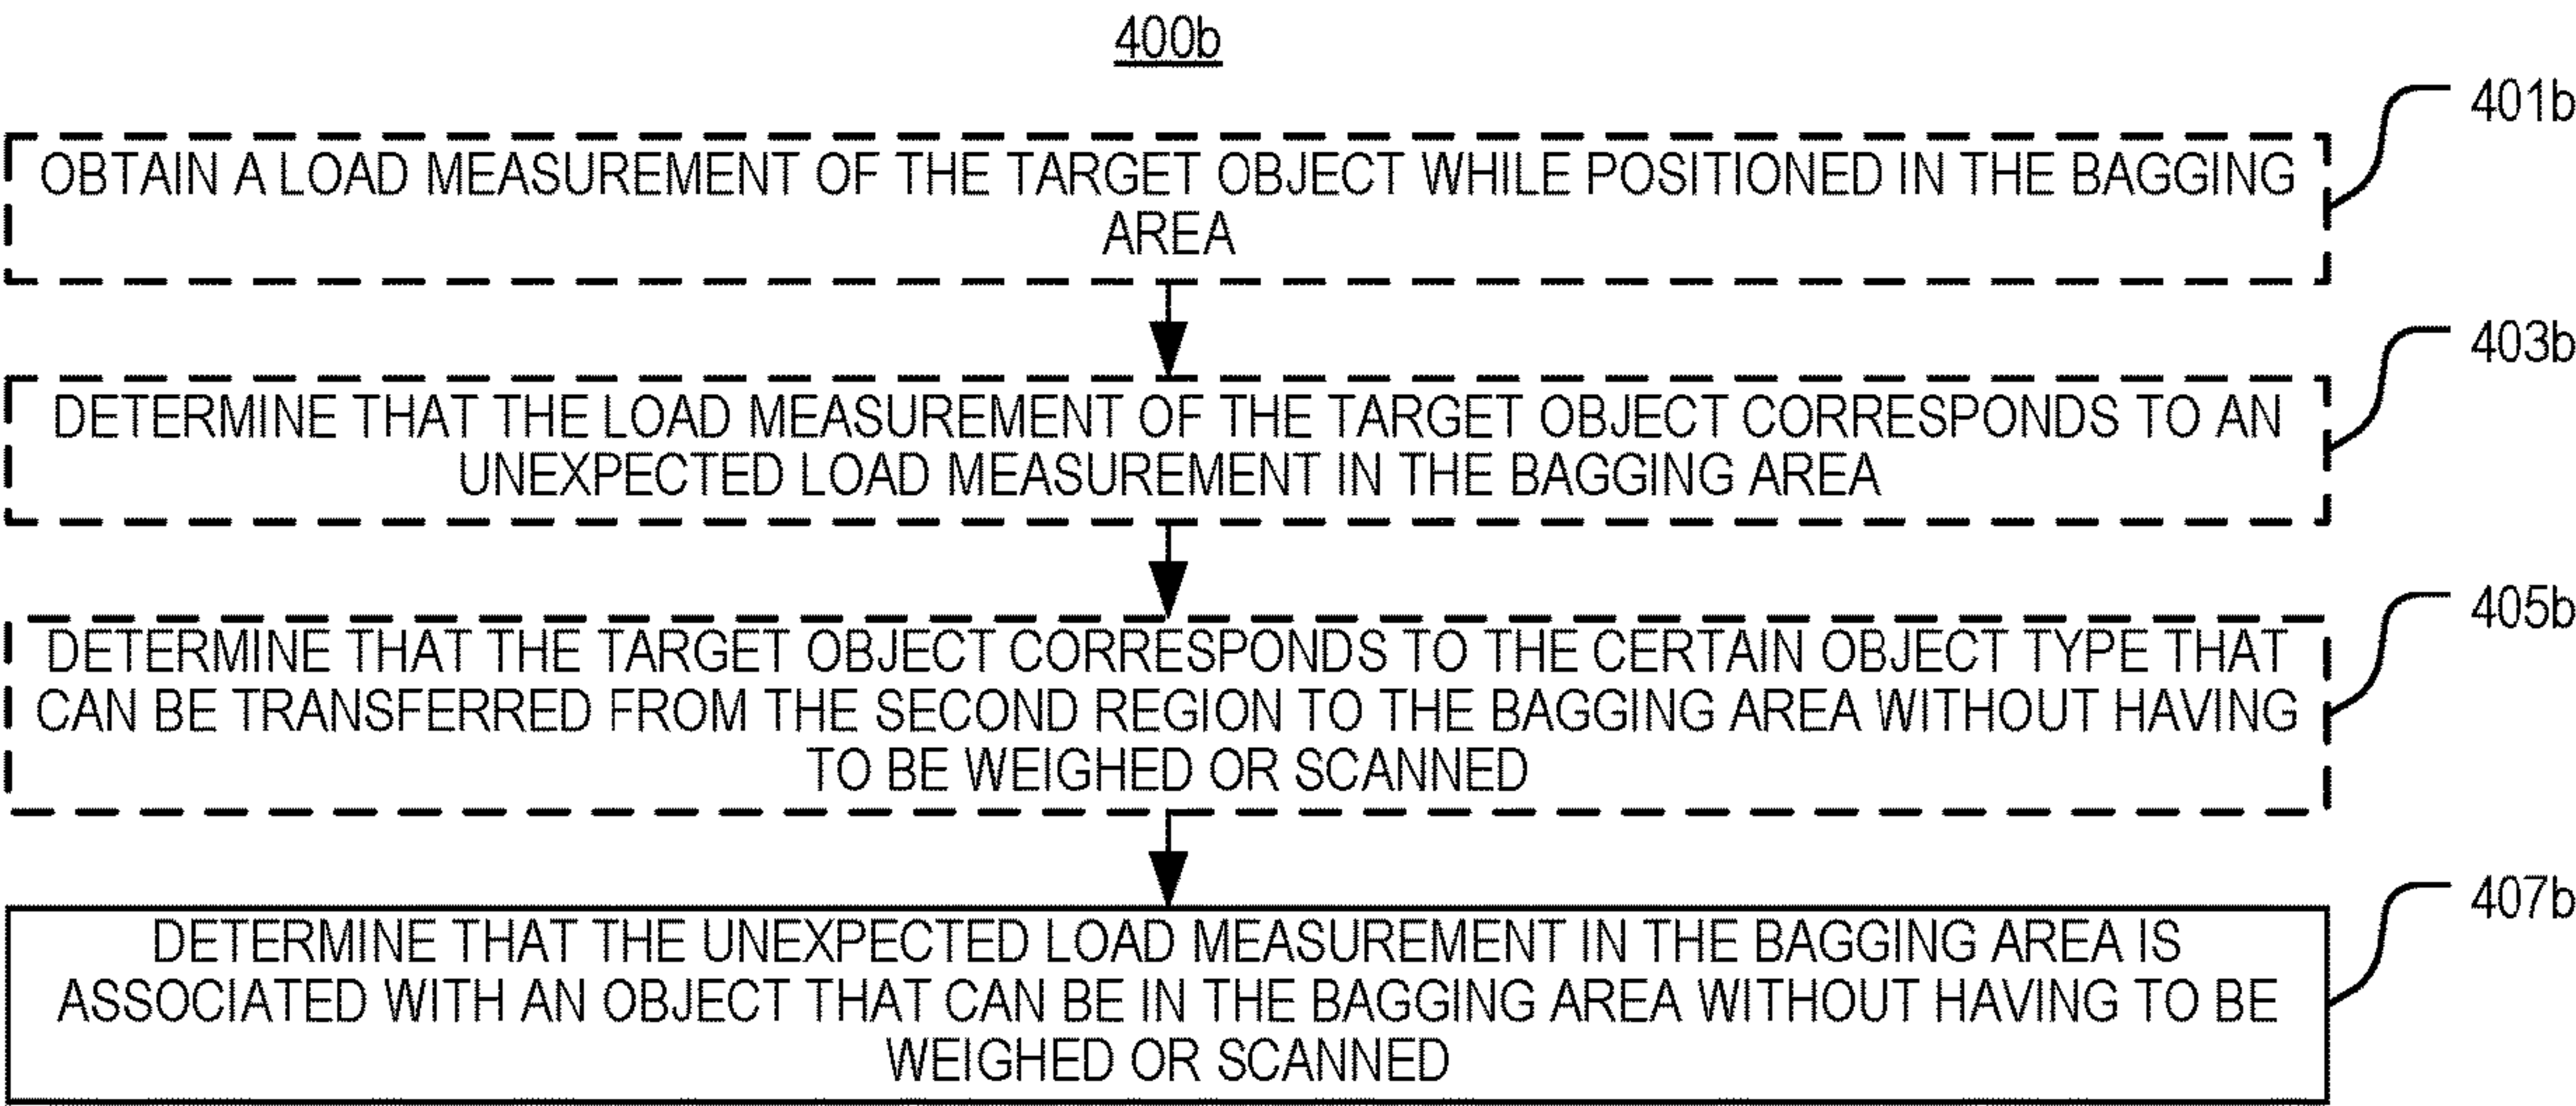 400b
401b
OBTAIN A LOAD MEASUREMENT OF THE TARGET OBJECT WHILE POSITIONED IN THE BAGGING
AREA
403b
DETERMINE THAT THE LOAD MEASUREMENT OF THE TARGET OBJECT CORRESPONDS TO AN
UNEXPECTED LOAD MEASUREMENT IN THE BAGGING AREA
405b
DETERMINE THAT THE TARGET OBJECT CORRESPONDS TO THE CERTAIN OBJECT TYPE THAT
CAN BE TRANSFERRED FROM THE SECOND REGION TO THE BAGGING AREA WITHOUT HAVING
TO BE WEIGHED OR SCANNED
407b
DETERMINE THAT THE UNEXPECTED LOAD MEASUREMENT IN THE BAGGING AREA IS
ASSOCIATED WITH AN OBJECT THAT CAN BE IN THE BAGGING AREA WITHOUT HAVING TO BE
WEIGHED OR SCANNED